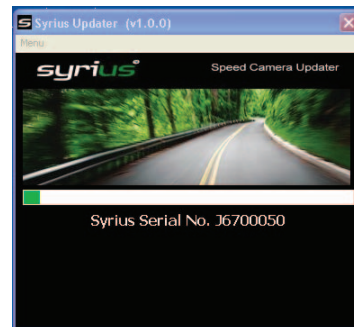 Syrius Updater (v1.0.0)
Menu
syrius
Speed Camera Updater
Syrius Serial No. J6700050